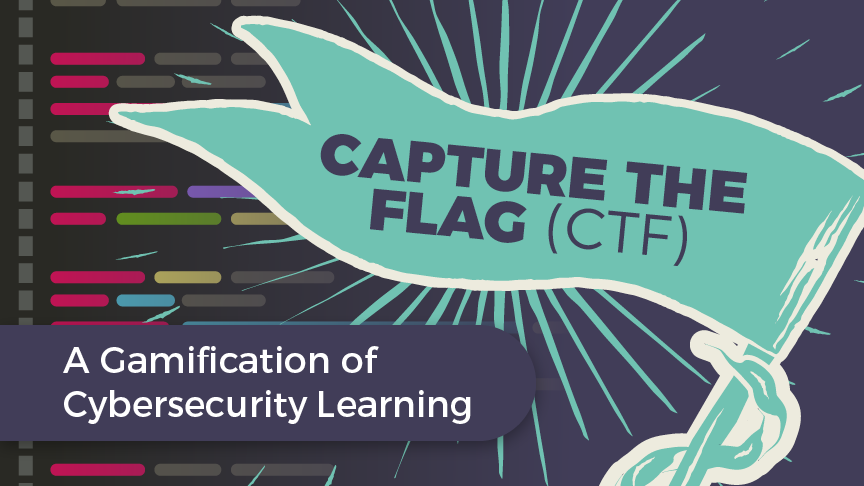 CAPTURE THE
FLAG (CTF)
A Gamification of
Cybersecurity Learning